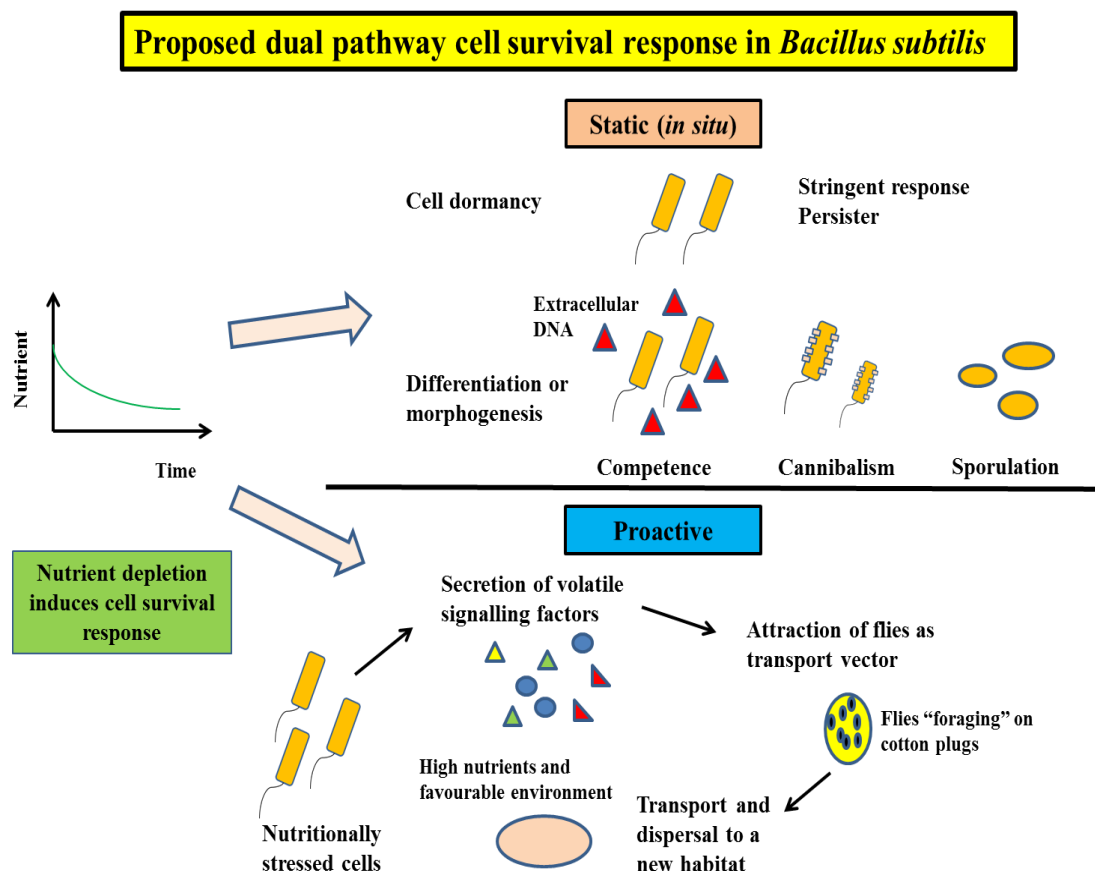 Proposed dual pathway cell survival response in Bacillus subtilis
Static (in situ)
Cell dormancy
Stringent response
Persister
Extracellular
DNA
Differentiation or
morphogenesis
Competence
Cannibalism
Sporulation
Nutrient
Time
Proactive
Nutrient depletion
induces cell survival
response
Secretion of volatile
signalling factors
Attraction of flies as
transport vector
Flies “foraging” on
cotton plugs
High nutrients and
favourable environment
Transport and
dispersal to a
new habitat
Nutritionally
stressed cells